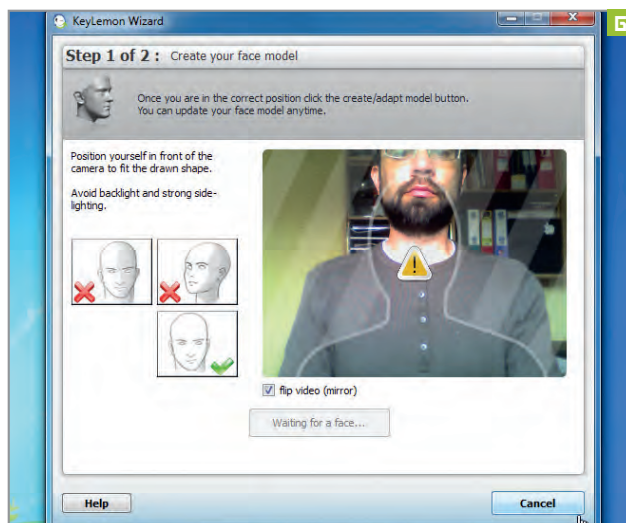 KeyLemon Wizard
Step 1 of 2 : Create your face model
Once you are in the correct position click the create/adapt model button.
You can update your face model anytime.
Position yourself in front of the
camera to fit the drawn shape.
Avoid backlight and strong side-
lighting.
flip video (mirror)
Waiting for a face...
Help
Cancel